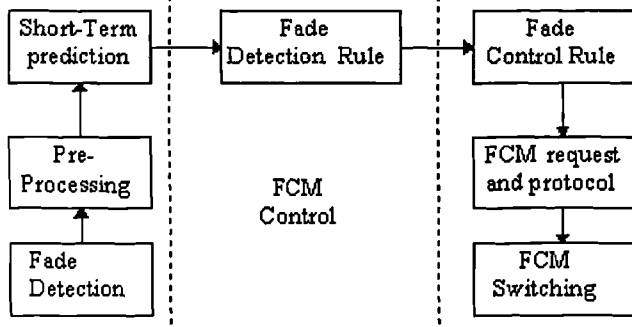 Short-Term
prediction
Fade
Detection Rule
Fade
Control Rule
Pre-
Processing
FCM
Control
FCM request
and protocol
Fade
Detection
FCM
Switching